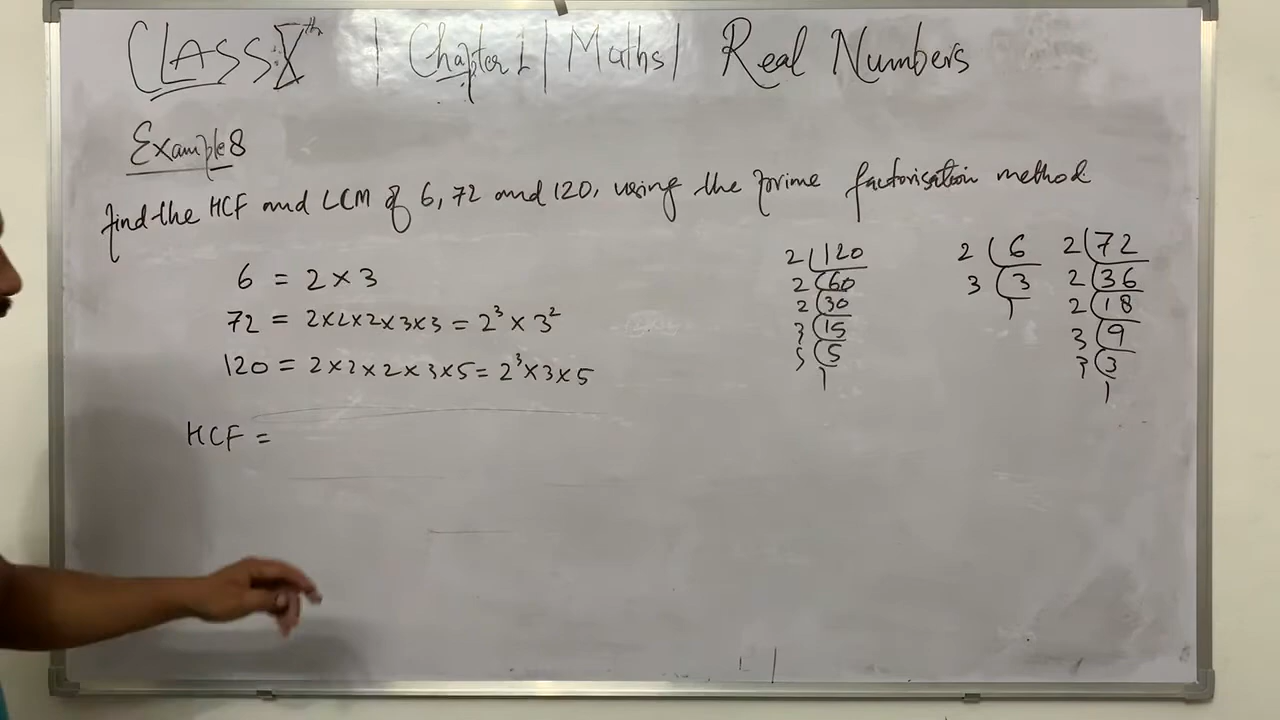 CLASS Xth | Chapter 1 | Maths | Real Numbers
Example 8
find the HCF and LCM of 6, 72 and 120, using the prime factorisation method
6 = 2 × 3
72 = 2×2×2×3×3 = 2³ × 3²
120 = 2×2×2×3×5 = 2³×3×5
HCF =
2 120
2 60
2 30
3 15
5 5
1
2 6
3 3
1
2 72
2 36
2 18
3 9
3 3
1